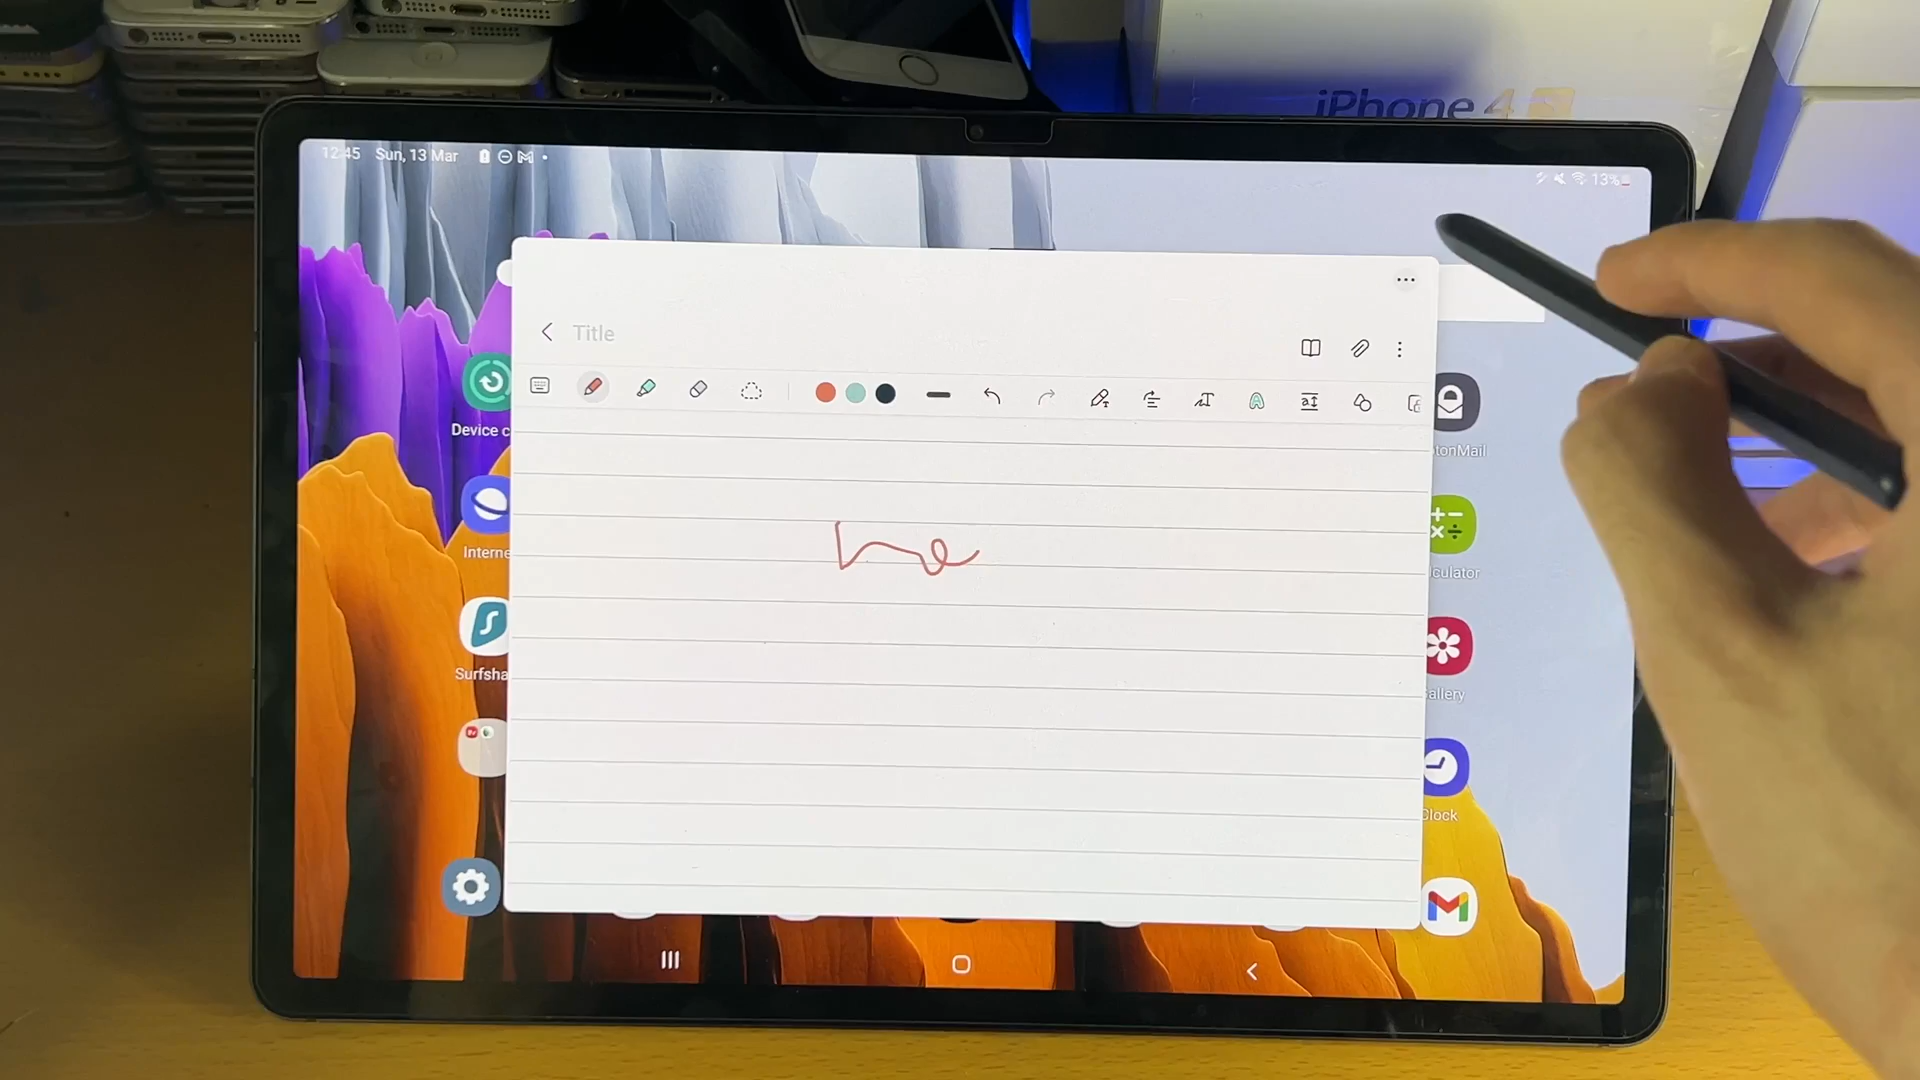 iPhone 4
12:45 Sun, 13 Mar
13%
Title
Device c
tonMail
Interne
culator
Surfsha
allery
Clock